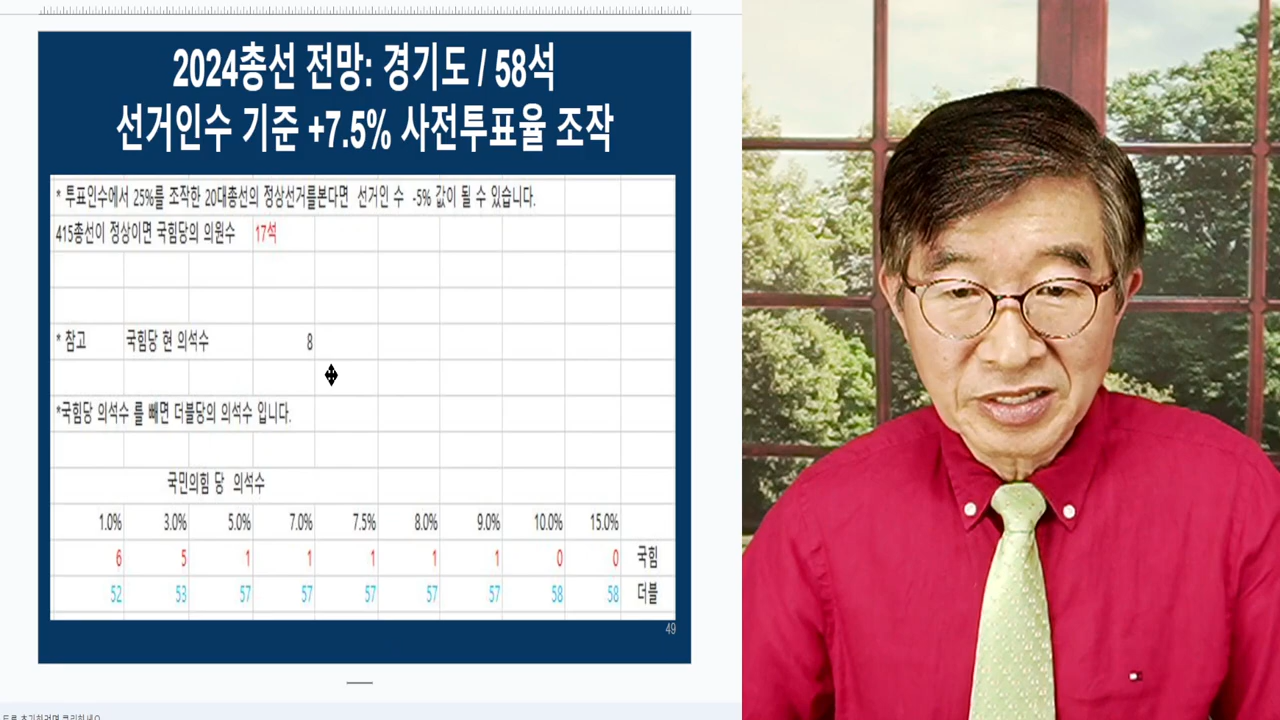 2024총선 전망: 경기도 / 58석
선거인수 기준 +7.5% 사전투표율 조작
* 투표인수에서 25%를 조작한 20대총선의 정상선거를본다면 선거인 수 -5% 값이 될 수 있습니다.
415총선이 정상이면 국힘당의 의원수 17석
* 참고 국힘당 현 의석수 8
*국힘당 의석수 를 빼면 더블당의 의석수 입니다.
국민의힘 당 의석수
1.0% 3.0% 5.0% 7.0% 7.5% 8.0% 9.0% 10.0% 15.0%
6 5 1 1 1 1 1 0 0 국힘
52 53 57 57 57 57 57 58 58 더블
49